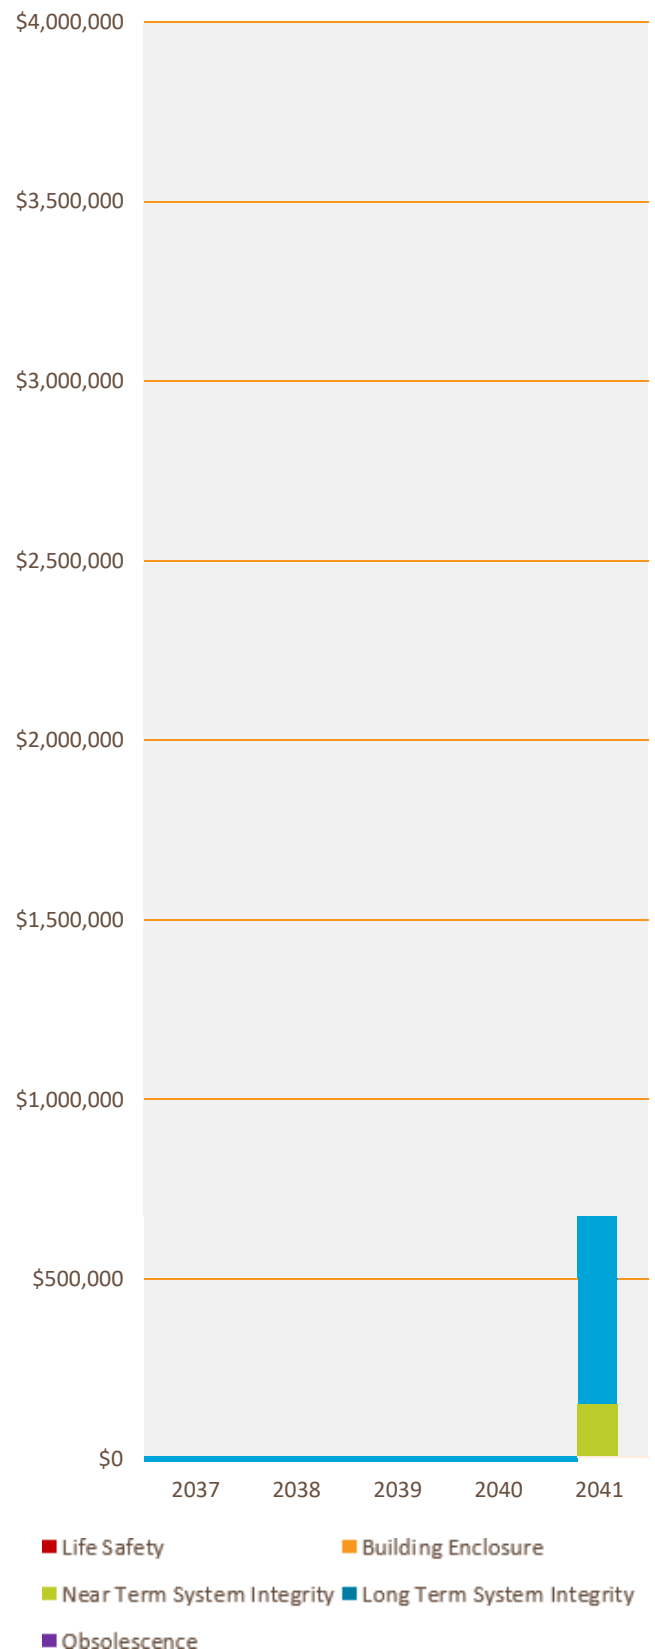 $4,000,000
$3,500,000
$3,000,000
$2,500,000
$2,000,000
$1,500,000
$1,000,000
$500,000
$0
2037 2038 2039 2040 2041
Life Safety Building Enclosure
Near Term System Integrity Long Term System Integrity
Obsolescence